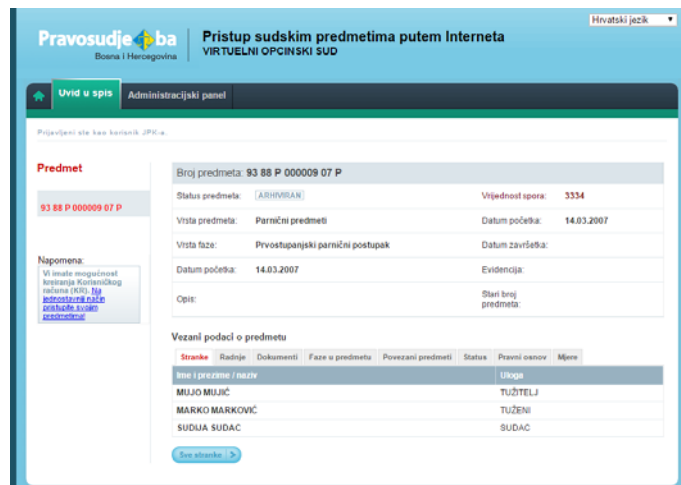 Hrvatski jezik
Pravosudje ba
Bosna I Hercegovina
Pristup sudskim predmetima putem Interneta
VIRTUELNI OPCINSKI SUD
Uvid u spis Administracijski panel
Prijavljeni ste kao korisnik JPK-a.
Predmet
93 88 P 000009 07 P
Napomena:
Vi imate mogućnost
kreiranja Korisničkog
računa (KR). Na
jednostavniji način
pristupite svojim
predmetima!
Broj predmeta: 93 88 P 000009 07 P
Status predmeta: ARHIVIRAN Vrijednost spora: 3334
Vrsta predmeta: Parnični predmeti Datum početka: 14.03.2007
Vrsta faze: Prvostupanjski parnični postupak Datum završetka:
Datum početka: 14.03.2007 Evidencija:
Opis: Stari broj
predmeta:
Vezani podaci o predmetu
Stranke Radnje Dokumenti Faze u predmetu Povezani predmeti Status Pravni osnov Mjere
Ime i prezime / naziv Uloga
MUJO MUJIĆ TUŽITELJ
MARKO MARKOVIĆ TUŽENI
SUDIJA SUDAC SUDAC
Sve stranke